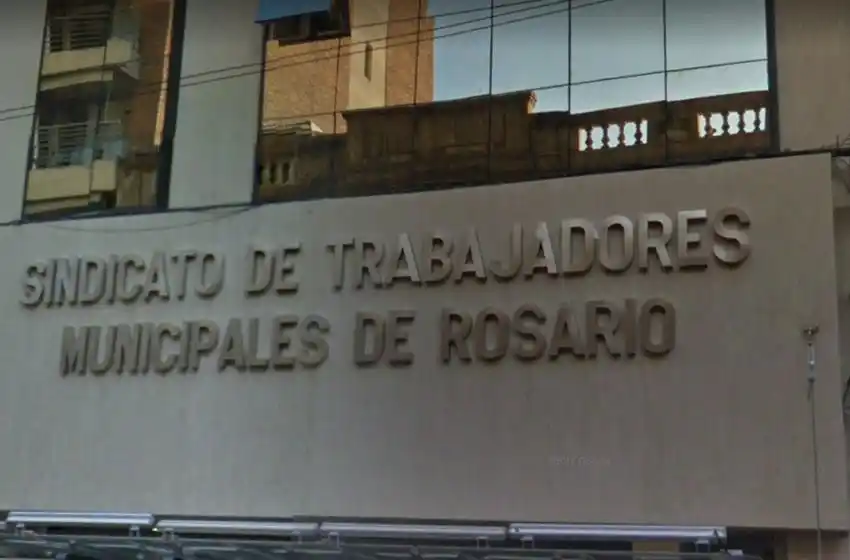 SINDICATO DE TRABAJADORES
MUNICIPALES DE ROSARIO